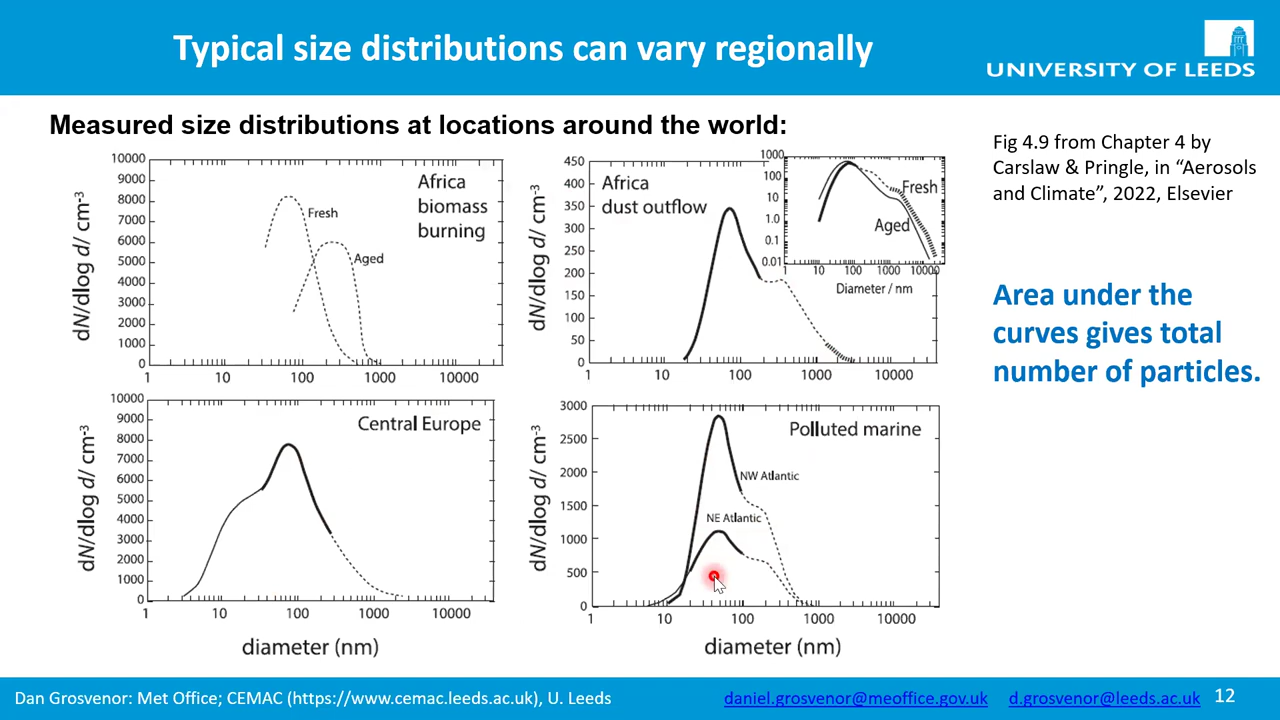 Typical size distributions can vary regionally
UNIVERSITY OF LEEDS
Measured size distributions at locations around the world:
Fig 4.9 from Chapter 4 by
Carslaw & Pringle, in “Aerosols
and Climate”, 2022, Elsevier
Area under the
curves gives total
number of particles.
dN/dlog d/ cm-3
10000
9000
8000
7000
6000
5000
4000
3000
2000
1000
0
Africa
biomass
burning
Fresh
Aged
1 10 100 1000 10000
dN/dlog d/ cm-3
450
400
350
300
250
200
150
100
50
0
Africa
dust outflow
1 10 100 1000 10000
1000
100
10
1.0
0.1
0.01
Fresh
Aged
1 10 100 1000 10000
Diameter / nm
dN/dlog d/ cm-3
10000
9000
8000
7000
6000
5000
4000
3000
2000
1000
0
Central Europe
1 10 100 1000 10000
diameter (nm)
dN/dlog d/ cm-3
3000
2500
2000
1500
1000
500
0
Polluted marine
NW Atlantic
NE Atlantic
1 10 100 1000 10000
diameter (nm)
Dan Grosvenor: Met Office; CEMAC (https://www.cemac.leeds.ac.uk), U. Leeds
daniel.grosvenor@meoffice.gov.uk d.grosvenor@leeds.ac.uk 12